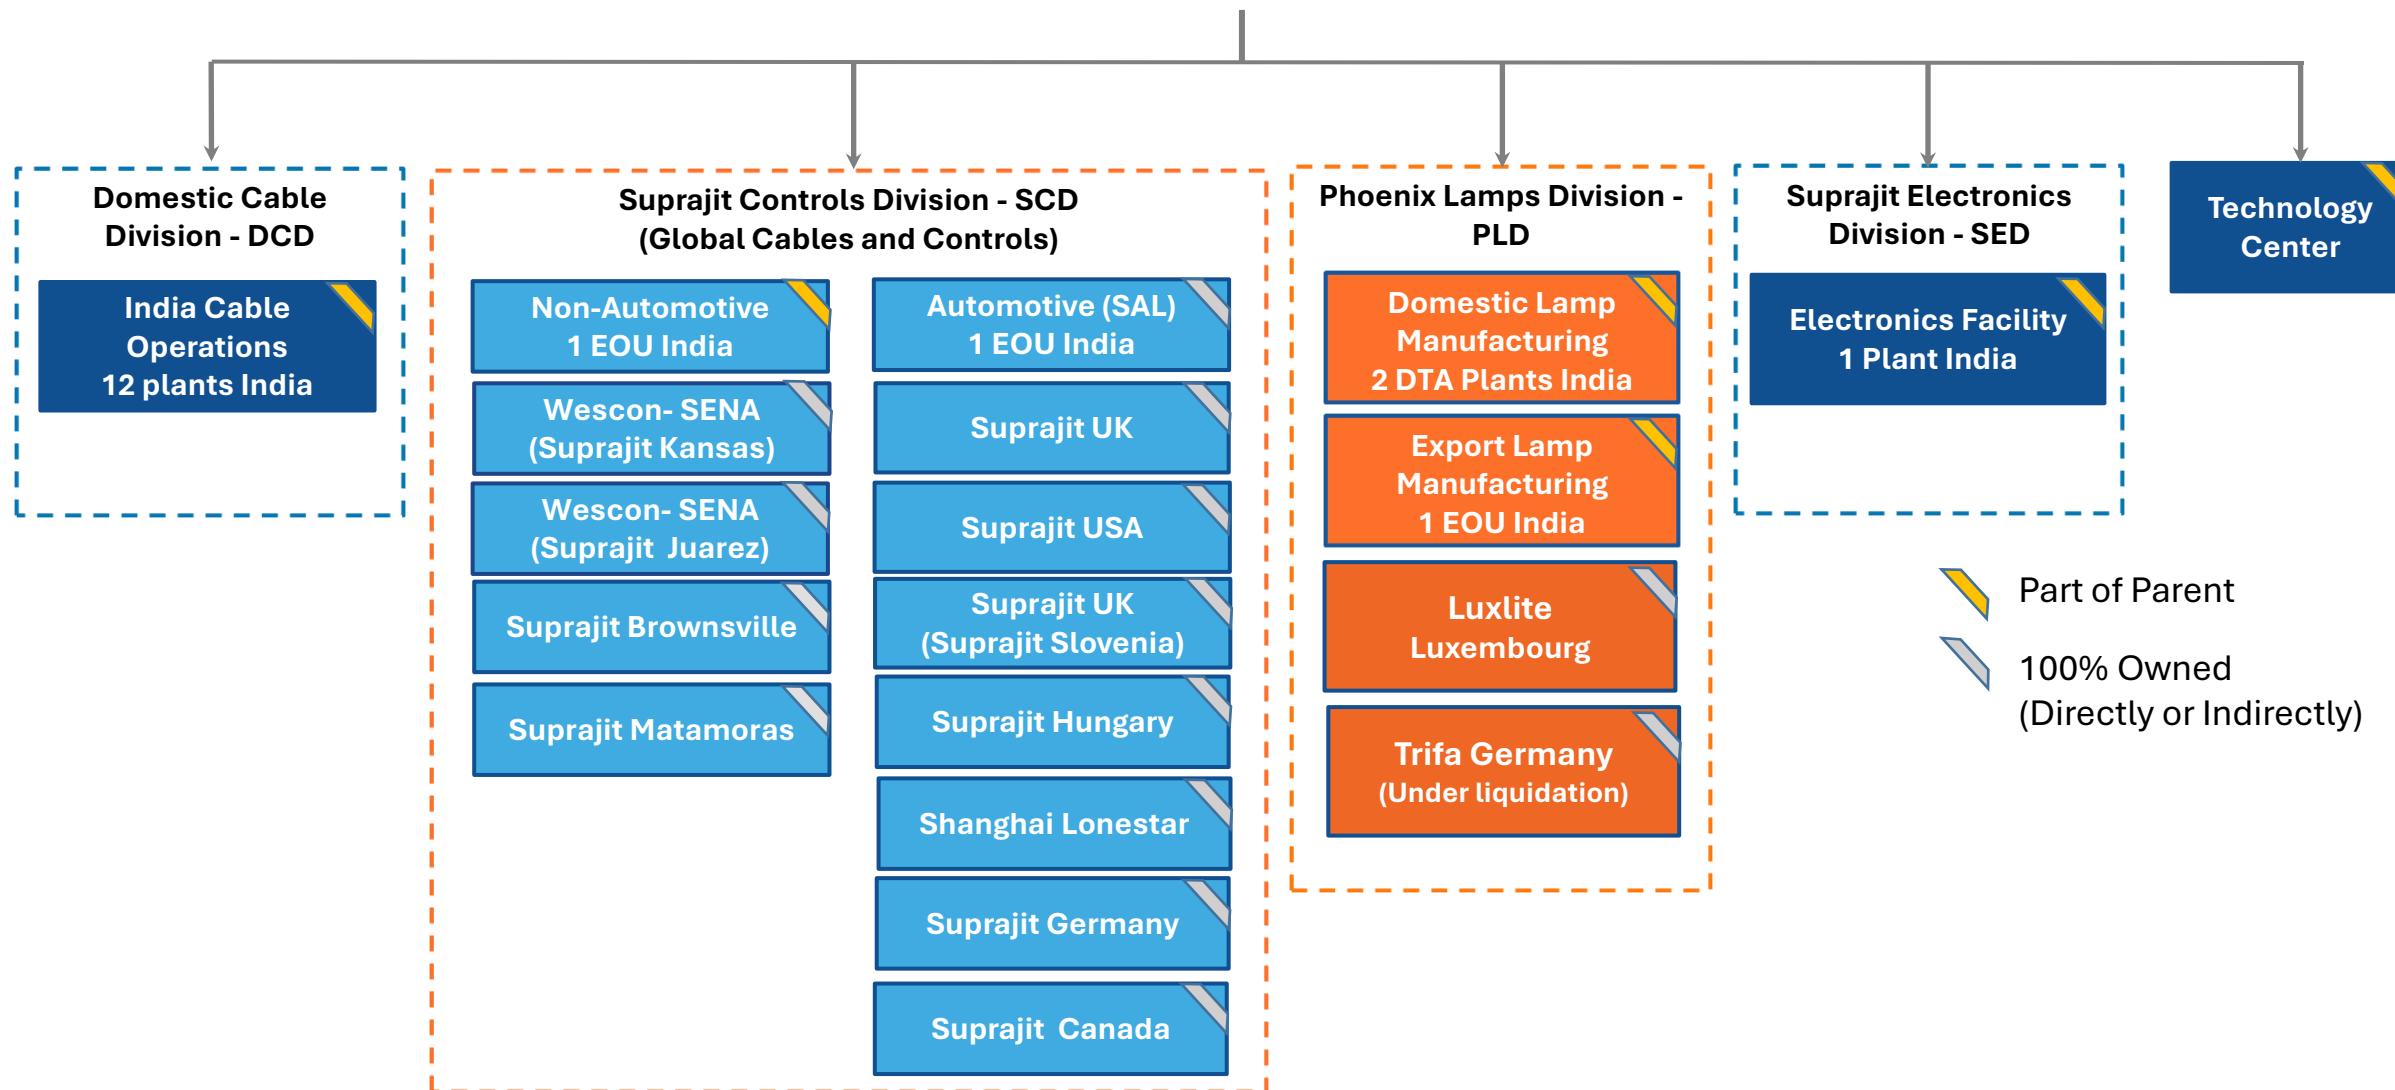 Domestic Cable
Division - DCD
India Cable
Operations
12 plants India
Suprajit Controls Division - SCD
(Global Cables and Controls)
Non-Automotive
1 EOU India
Wescon- SENA
(Suprajit Kansas)
Wescon- SENA
(Suprajit Juarez)
Suprajit Brownsville
Suprajit Matamoras
Automotive (SAL)
1 EOU India
Suprajit UK
Suprajit USA
Suprajit UK
(Suprajit Slovenia)
Suprajit Hungary
Shanghai Lonestar
Suprajit Germany
Suprajit Canada
Phoenix Lamps Division -
PLD
Domestic Lamp
Manufacturing
2 DTA Plants India
Export Lamp
Manufacturing
1 EOU India
Luxlite
Luxembourg
Trifa Germany
(Under liquidation)
Suprajit Electronics
Division - SED
Electronics Facility
1 Plant India
Technology
Center
Part of Parent
100% Owned
(Directly or Indirectly)